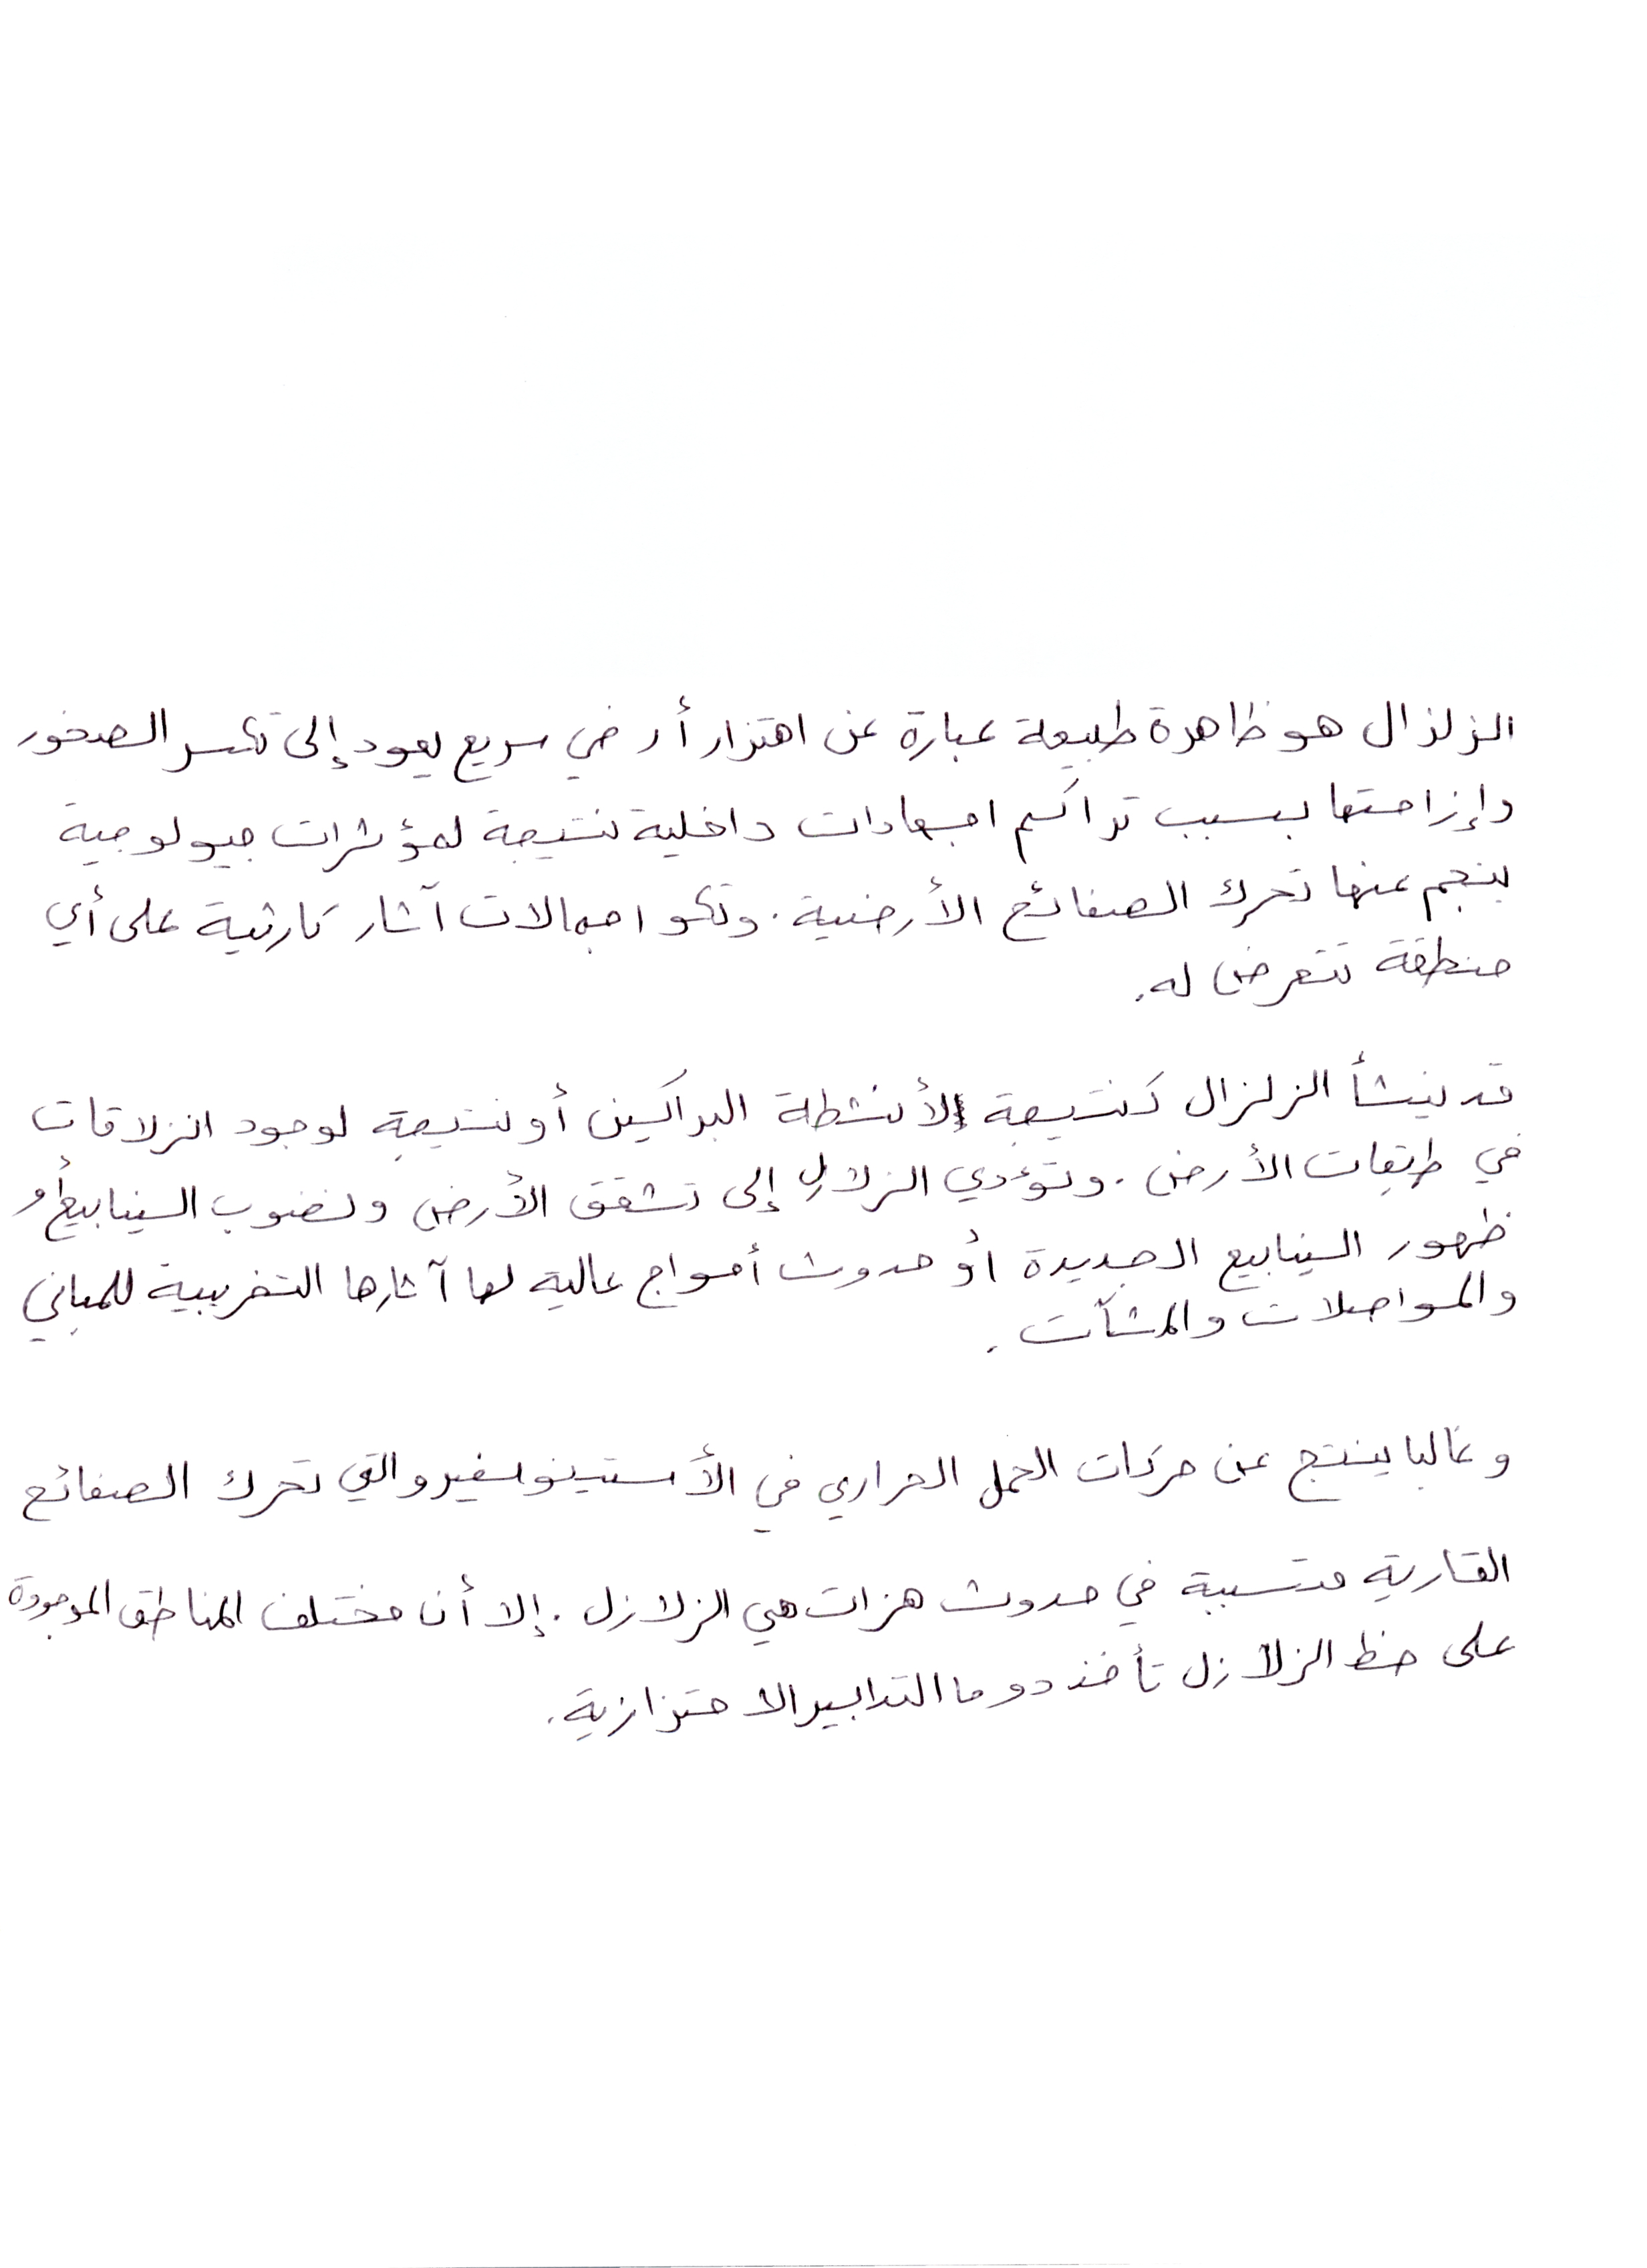 الزلزال هو ظاهرة طبيعة عبارة عن اهتزاز أرضي سريع يعود إلى تكسر الصخور
وإزاحتها بسبب تراكم اجهادات داخلية نتيجة لمؤثرات جيولوجية
ينجم عنها تحرك الصفائح الأرضية. وتكو اجمالات آثار كارثية على أي
منطقة تتعرض له.
قد ينشأ الزلزال كنتيجة لأنشطة البراكين أو نتيجة لوجود انزلاقات
في طبقات الأرض. وتؤدي الزلازل إلى تشقق الأرض ونضوب الينابيع أو
ظهور الينابيع الجديدة أو حدوث أمواج عالية لها آثارها التخريبية للمباني
والمواصلات والمنشآت.
وغالبا ينتج عن حركات الحمل الحراري في الأستينوسفير والتي تحرك الصفائح
القارية متسببة في حدوث هزات هي الزلازل. إلا أن مختلف المناطق الموجودة
على خط الزلازل تأخذ دوما التدابير الاحترازية.